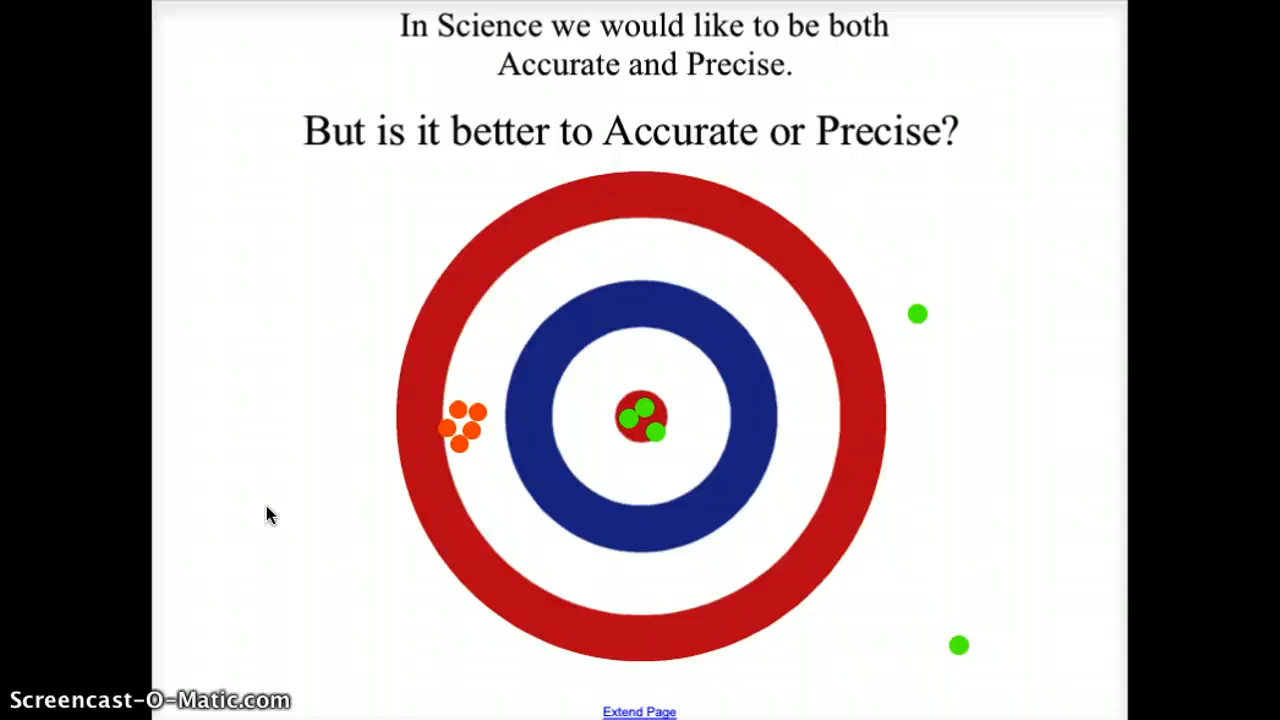 In Science we would like to be both
Accurate and Precise.
But is it better to Accurate or Precise?
Extend Page
Screencast-O-Matic.com